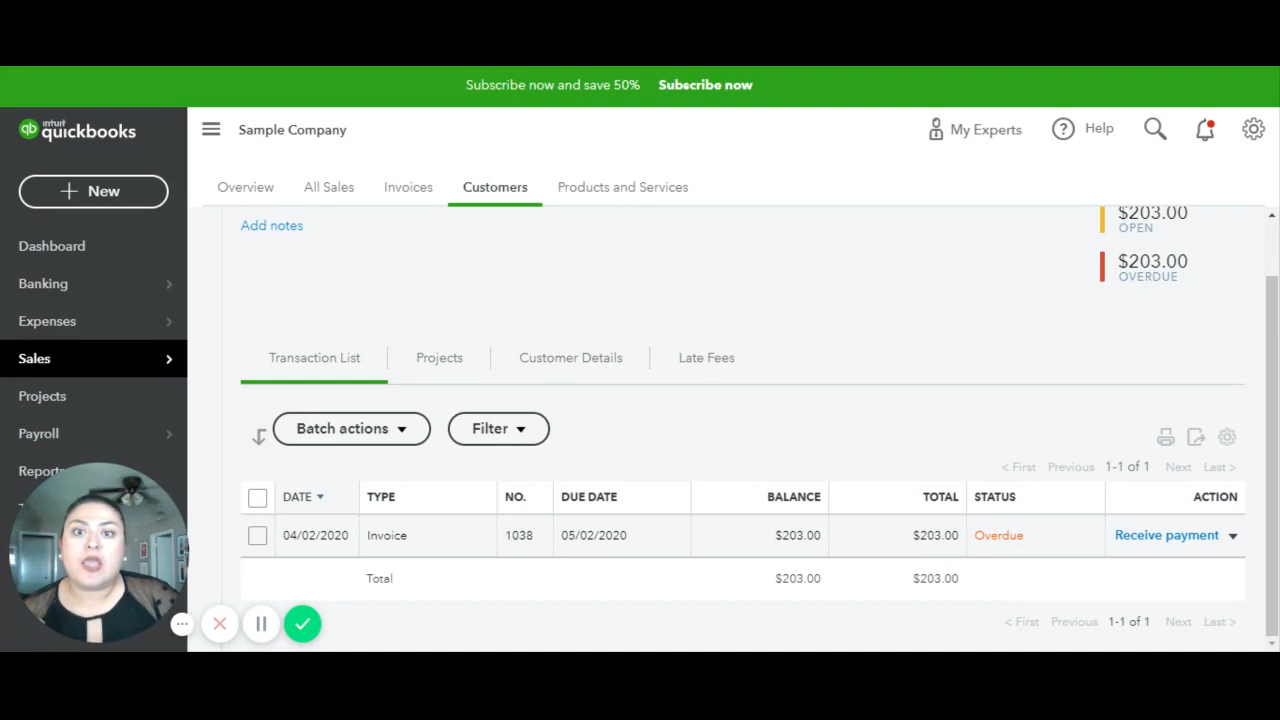 Subscribe now and save 50% Subscribe now
intuit
quickbooks
Sample Company
My Experts
Help
+ New
Overview
All Sales
Invoices
Customers
Products and Services
Dashboard
Banking
Expenses
Sales
Projects
Payroll
Add notes
$203.00
OPEN
$203.00
OVERDUE
Transaction List
Projects
Customer Details
Late Fees
Batch actions
Filter
< First Previous 1-1 of 1 Next Last >
DATE TYPE NO. DUE DATE BALANCE TOTAL STATUS ACTION
04/02/2020 Invoice 1038 05/02/2020 $203.00 $203.00 Overdue Receive payment
Total $203.00 $203.00
< First Previous 1-1 of 1 Next Last >